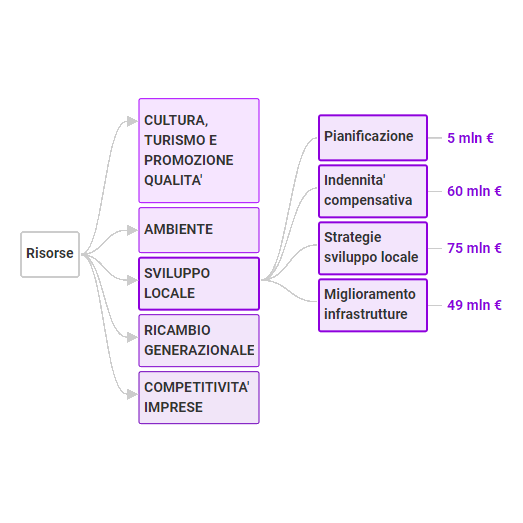 Risorse
CULTURA,
TURISMO E
PROMOZIONE
QUALITA'
AMBIENTE
SVILUPPO
LOCALE
RICAMBIO
GENERAZIONALE
COMPETITIVITA'
IMPRESE
Pianificazione
5 mln €
Indennita'
compensativa
60 mln €
Strategie
sviluppo locale
75 mln €
Miglioramento
infrastrutture
49 mln €